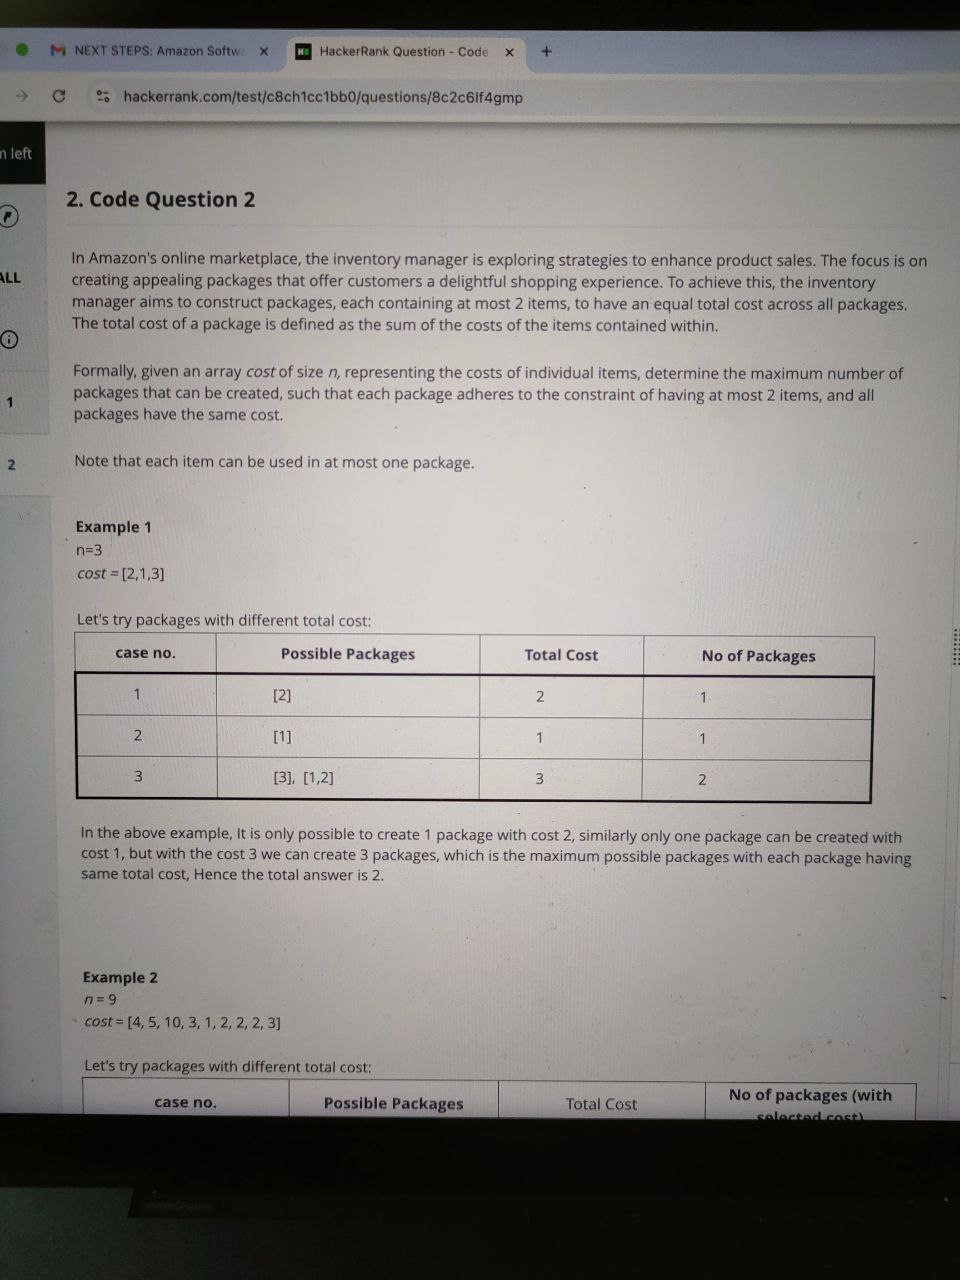 NEXT STEPS: Amazon Softw
HackerRank Question - Code
hackerrank.com/test/c8ch1cc1bb0/questions/8c2c6lf4gmp
left
2. Code Question 2
ALL
In Amazon's online marketplace, the inventory manager is exploring strategies to enhance product sales. The focus is on
creating appealing packages that offer customers a delightful shopping experience. To achieve this, the inventory
manager aims to construct packages, each containing at most 2 items, to have an equal total cost across all packages.
The total cost of a package is defined as the sum of the costs of the items contained within.
Formally, given an array cost of size n, representing the costs of individual items, determine the maximum number of
packages that can be created, such that each package adheres to the constraint of having at most 2 items, and all
packages have the same cost.
1
Note that each item can be used in at most one package.
2
Example 1
n=3
cost = [2,1,3]
Let's try packages with different total cost:
case no. Possible Packages Total Cost No of Packages
1 [2] 2 1
2 [1] 1 1
3 [3], [1,2] 3 2
In the above example, It is only possible to create 1 package with cost 2, similarly only one package can be created with
cost 1, but with the cost 3 we can create 3 packages, which is the maximum possible packages with each package having
same total cost, Hence the total answer is 2.
Example 2
n = 9
cost = [4, 5, 10, 3, 1, 2, 2, 2, 3]
Let's try packages with different total cost:
case no. Possible Packages Total Cost No of packages (with
selected cost)